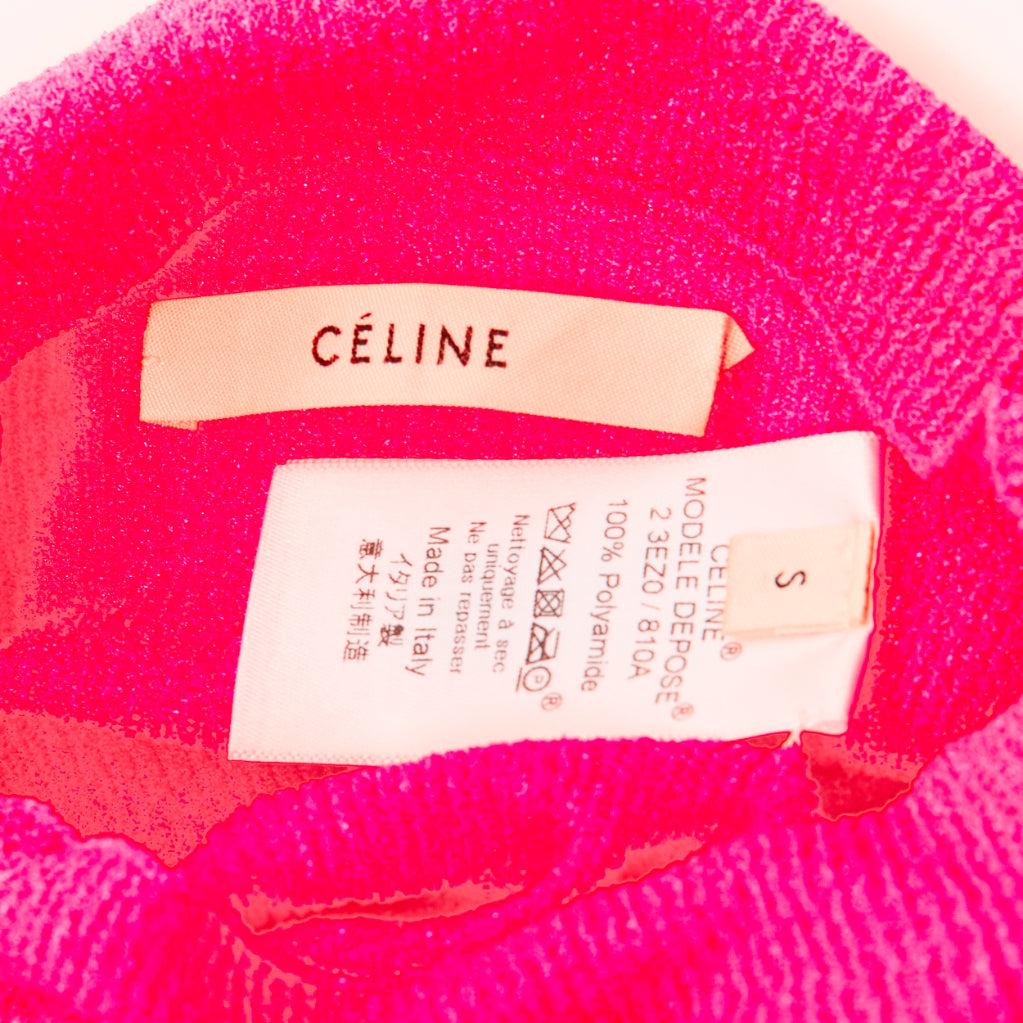 CÉLINE
S
CELINE®
MODELE DEPOSE®
2 3EZ0 / 810A
100% Polyamide
Nettoyage à sec
uniquement
Ne pas repasser
Made in Italy
イタリア製
意大利制造